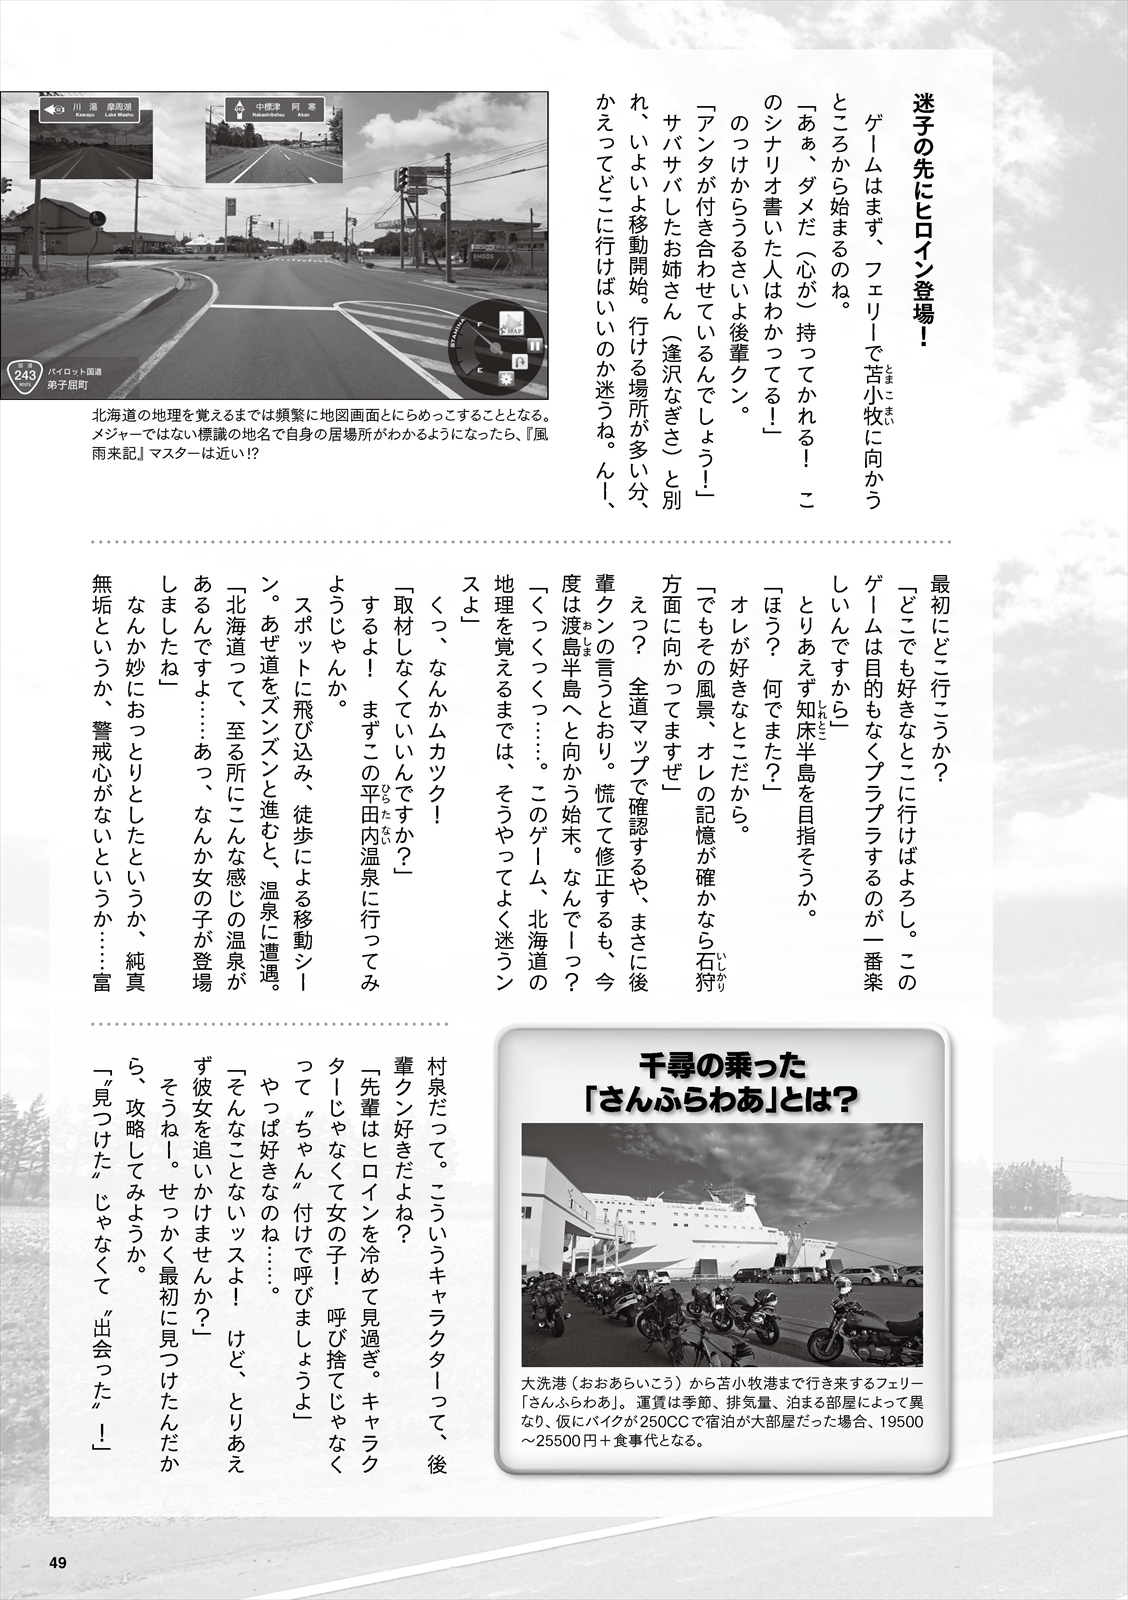 迷子の先にヒロイン登場！
　ゲームはまず、フェリーで苫小牧に向かう
とまこまい
ところから始まるのね。
「あぁ、ダメだ（心が）持ってかれる！　こ
のシナリオ書いた人はわかってる！」
　のっけからうるさいよ後輩クン。
「アンタが付き合わせているんでしょう！」
　サバサバしたお姉さん（逢沢なぎさ）と別
れ、いよいよ移動開始。行ける場所が多い分、
かえってどこに行けばいいのか迷うね。んー、
川湯　摩周湖
Kawayu　Lake Mashu
中標津　阿寒
Nakashibetsu　Akan
ENEOS
STAMINA
F
E
MAP
国道
243
ROUTE
パイロット国道
弟子屈町
北海道の地理を覚えるまでは頻繁に地図画面とにらめっこすることとなる。
メジャーではない標識の地名で自身の居場所がわかるようになったら、『風
雨来記』マスターは近い!?
最初にどこ行こうか？
「どこでも好きなとこに行けばよろし。この
ゲームは目的もなくプラプラするのが一番楽
しいんですから」
　とりあえず知床半島を目指そうか。
しれとこ
「ほう？　何でまた？」
　オレが好きなとこだから。
「でもその風景、オレの記憶が確かなら石狩
いしかり
方面に向かってますぜ」
　えっ？　全道マップで確認するや、まさに後
輩クンの言うとおり。慌てて修正するも、今
度は渡島半島へと向かう始末。なんでーっ？
おしま
「くっくっくっ……。このゲーム、北海道の
地理を覚えるまでは、そうやってよく迷うン
スよ」
　くっ、なんかムカツク！
「取材しなくていいんですか？」
　するよ！　まずこの平田内温泉に行ってみ
ひらたない
ようじゃんか。
　スポットに飛び込み、徒歩による移動シー
ン。あぜ道をズンズンと進むと、温泉に遭遇。
「北海道って、至る所にこんな感じの温泉が
あるんですよ……あっ、なんか女の子が登場
しましたね」
　なんか妙におっとりとしたというか、純真
無垢というか、警戒心がないというか……富
千尋の乗った
「さんふらわあ」とは？
大洗港（おおあらいこう）から苫小牧港まで行き来するフェリー
「さんふらわあ」。運賃は季節、排気量、泊まる部屋によって異
なり、仮にバイクが250CCで宿泊が大部屋だった場合、19500
～25500円＋食事代となる。
村泉だって。こういうキャラクターって、後
輩クン好きだよね？
「先輩はヒロインを冷めて見過ぎ。キャラク
ターじゃなくて女の子！　呼び捨てじゃなく
って〝ちゃん〟付けで呼びましょうよ」
　やっぱ好きなのね……。
「そんなことないッスよ！　けど、とりあえ
ず彼女を追いかけませんか？」
　そうねー。せっかく最初に見つけたんだか
ら、攻略してみようか。
「〝見つけた〟じゃなくて〝出会った〟！」
49